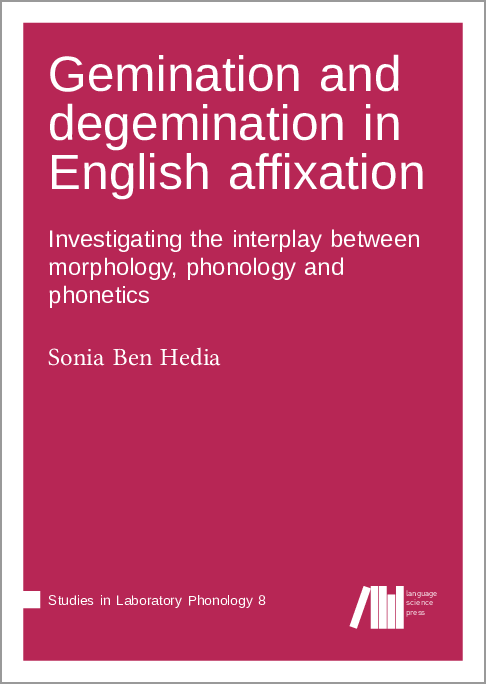 Gemination and
degemination in
English affixation
Investigating the interplay between
morphology, phonology and
phonetics
Sonia Ben Hedia
Studies in Laboratory Phonology 8
language
science
press